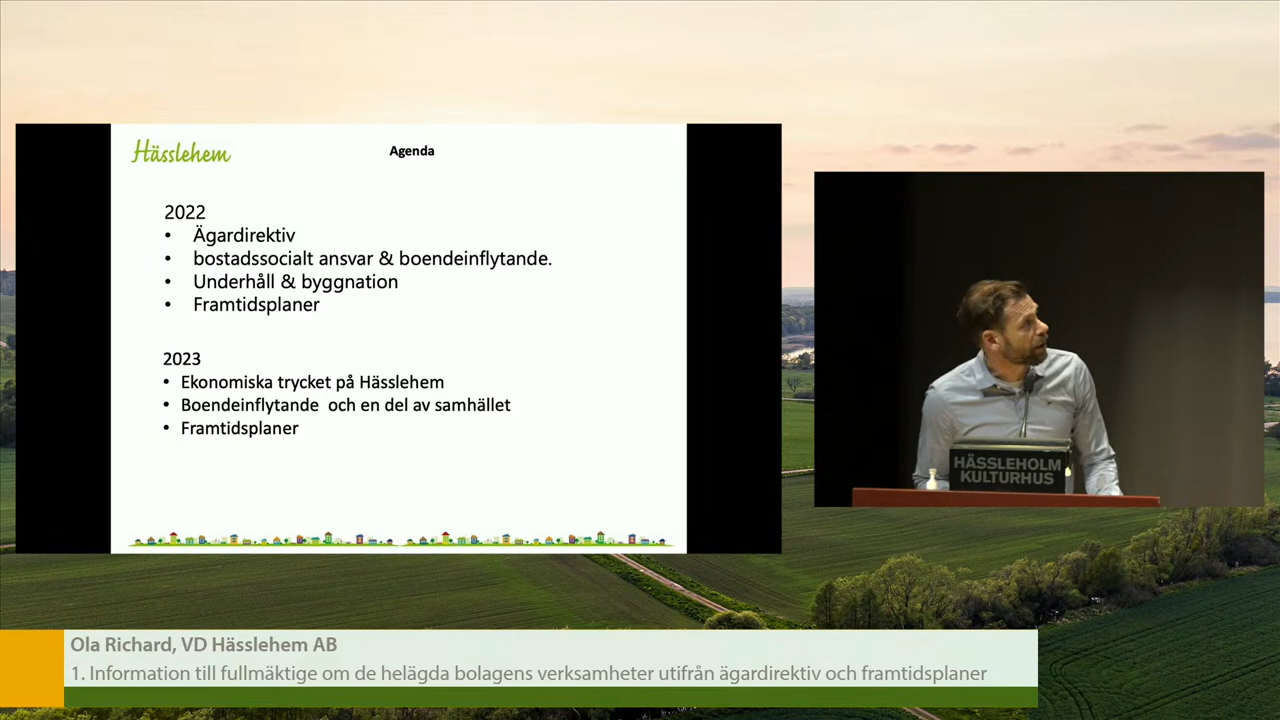 Hässlehem
Agenda
2022
• Ägardirektiv
• bostadssocialt ansvar & boendeinflytande.
• Underhåll & byggnation
• Framtidsplaner
2023
• Ekonomiska trycket på Hässlehem
• Boendeinflytande  och en del av samhället
• Framtidsplaner
HÄSSLEHOLM
KULTURHUS
Ola Richard, VD Hässlehem AB
1. Information till fullmäktige om de helägda bolagens verksamheter utifrån ägardirektiv och framtidsplaner